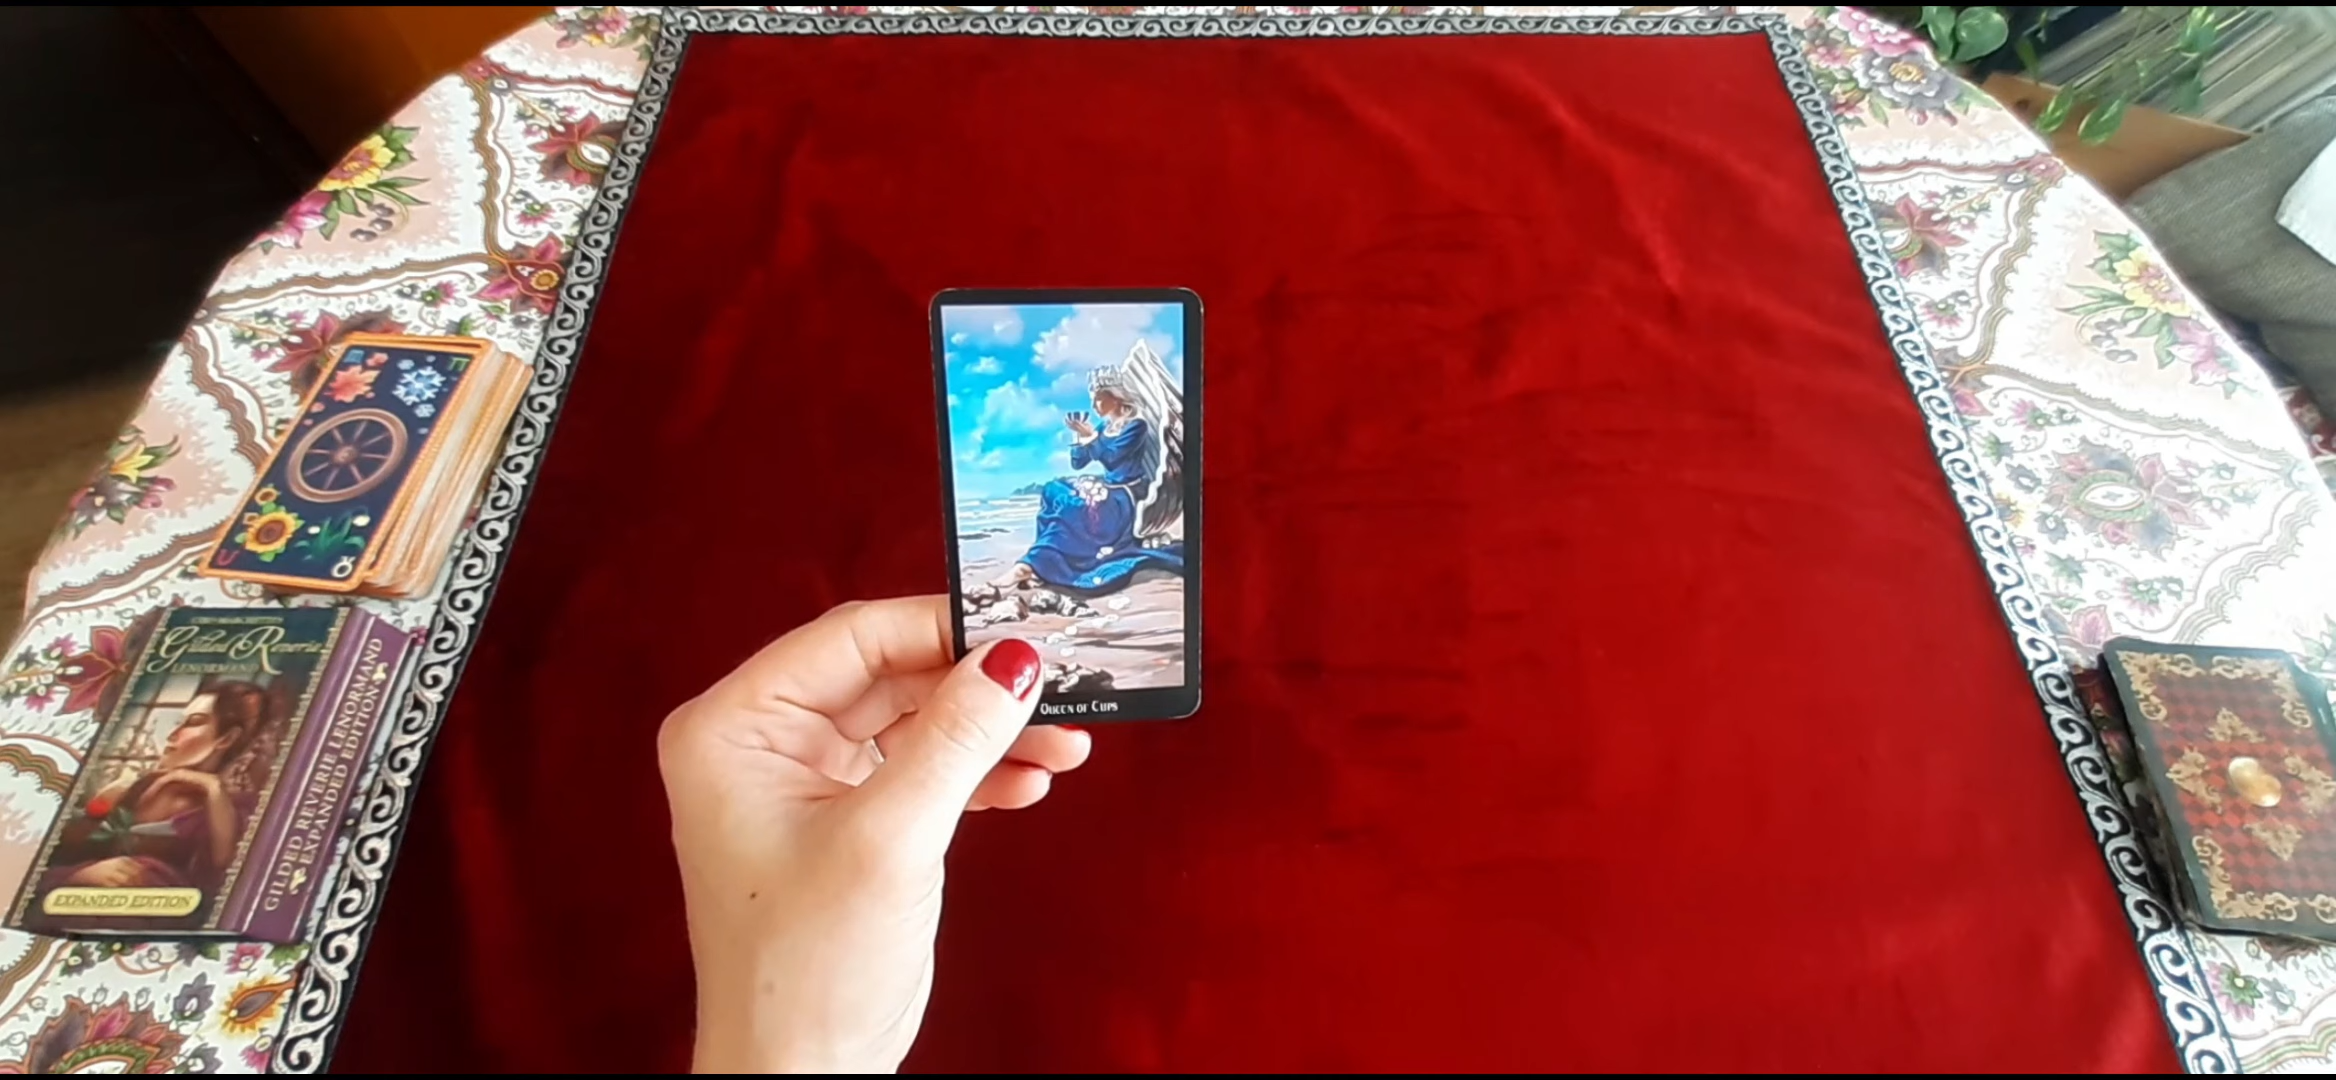 Gilded Reverie
LENORMAND
EXPANDED EDITION
GILDED REVERIE LENORMAND
EXPANDED EDITION
QUEEN OF CUPS